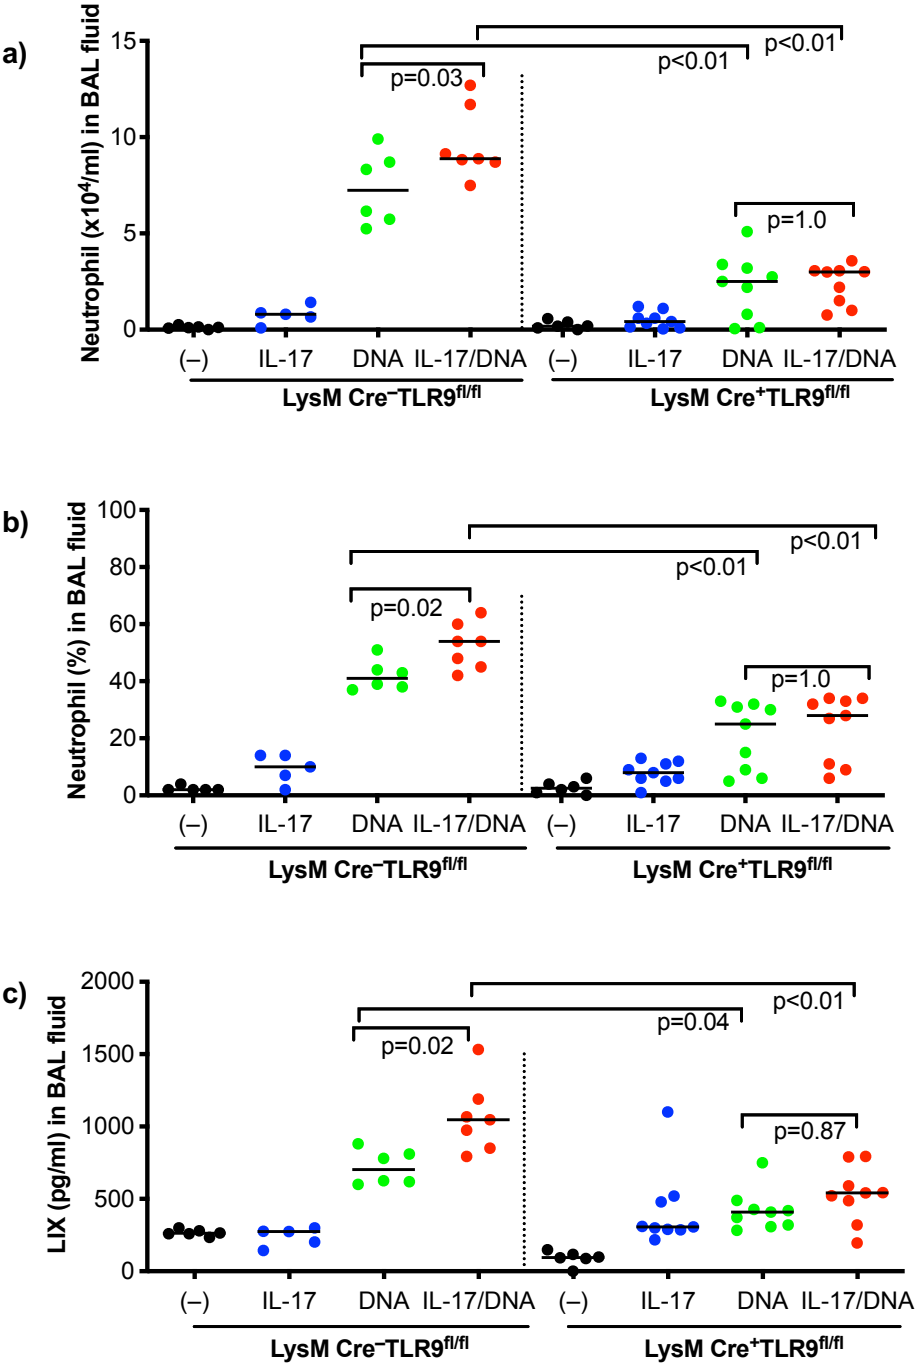 a)
Neutrophil (x10⁴/ml) in BAL fluid
15
10
5
0
p<0.01
p<0.01
p=0.03
p=1.0
(–) IL-17 DNA IL-17/DNA (–) IL-17 DNA IL-17/DNA
LysM Cre⁻TLR9fl/fl LysM Cre⁺TLR9fl/fl
b)
Neutrophil (%) in BAL fluid
100
80
60
40
20
0
p<0.01
p<0.01
p=0.02
p=1.0
(–) IL-17 DNA IL-17/DNA (–) IL-17 DNA IL-17/DNA
LysM Cre⁻TLR9fl/fl LysM Cre⁺TLR9fl/fl
c)
LIX (pg/ml) in BAL fluid
2000
1500
1000
500
0
p<0.01
p=0.04
p=0.02
p=0.87
(–) IL-17 DNA IL-17/DNA (–) IL-17 DNA IL-17/DNA
LysM Cre⁻TLR9fl/fl LysM Cre⁺TLR9fl/fl